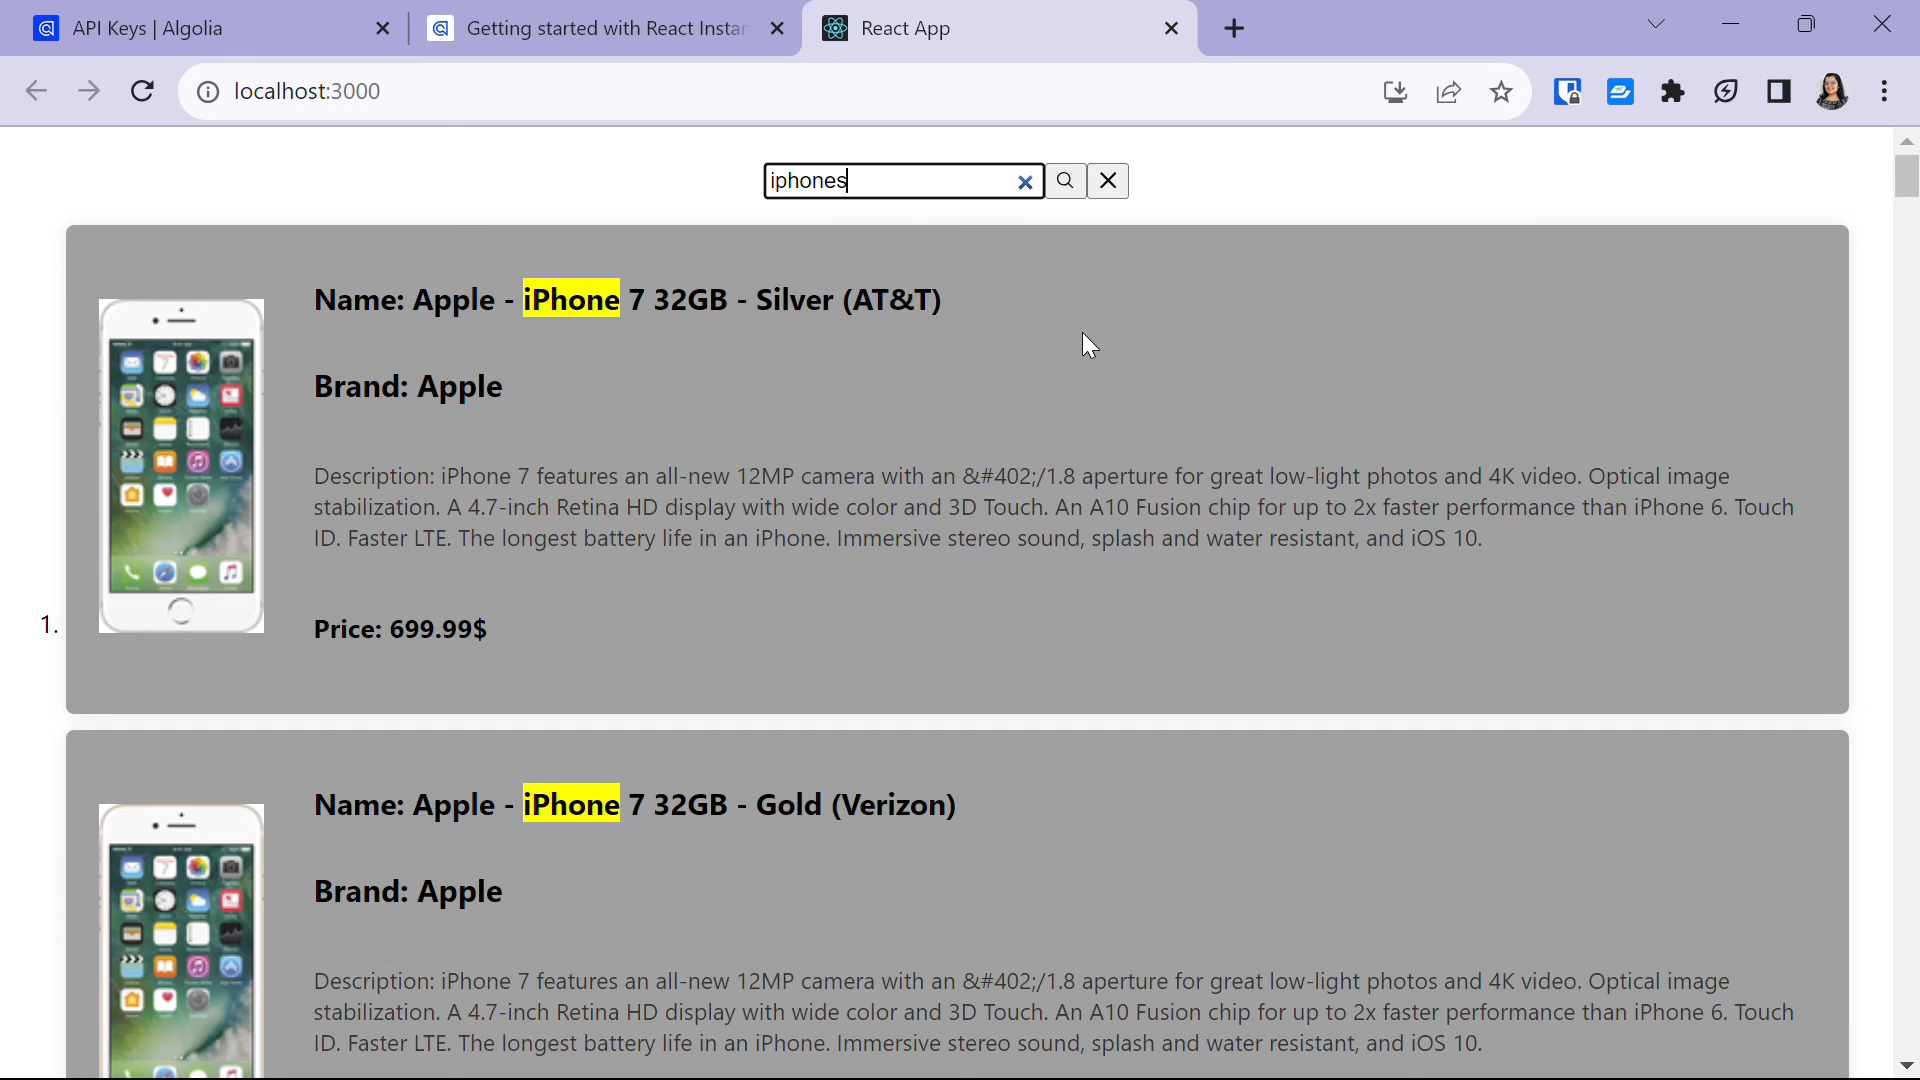 API Keys | Algolia
Getting started with React Instan
React App
localhost:3000
iphones
Name: Apple - iPhone 7 32GB - Silver (AT&T)
Brand: Apple
Description: iPhone 7 features an all-new 12MP camera with an &#402;/1.8 aperture for great low-light photos and 4K video. Optical image
stabilization. A 4.7-inch Retina HD display with wide color and 3D Touch. An A10 Fusion chip for up to 2x faster performance than iPhone 6. Touch
ID. Faster LTE. The longest battery life in an iPhone. Immersive stereo sound, splash and water resistant, and iOS 10.
1.
Price: 699.99$
Name: Apple - iPhone 7 32GB - Gold (Verizon)
Brand: Apple
Description: iPhone 7 features an all-new 12MP camera with an &#402;/1.8 aperture for great low-light photos and 4K video. Optical image
stabilization. A 4.7-inch Retina HD display with wide color and 3D Touch. An A10 Fusion chip for up to 2x faster performance than iPhone 6. Touch
ID. Faster LTE. The longest battery life in an iPhone. Immersive stereo sound, splash and water resistant, and iOS 10.